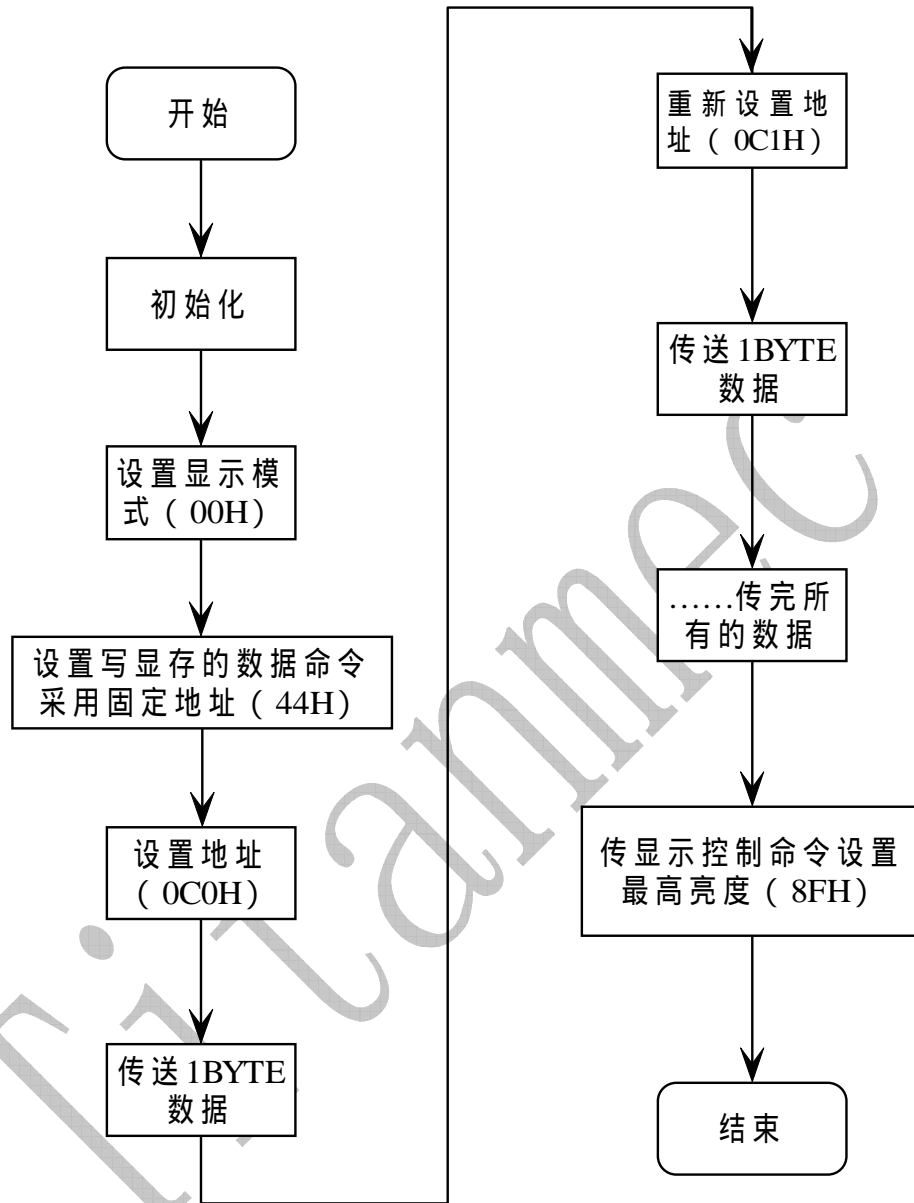 开始
初始化
设置显示模
式(00H)
设置写显存的数据命令
采用固定地址(44H)
设置地址
(0C0H)
传送1BYTE
数据
重新设置地
址(0C1H)
传送1BYTE
数据
……传完所
有的数据
传显示控制命令设置
最高亮度(8FH)
结束
Titanmec